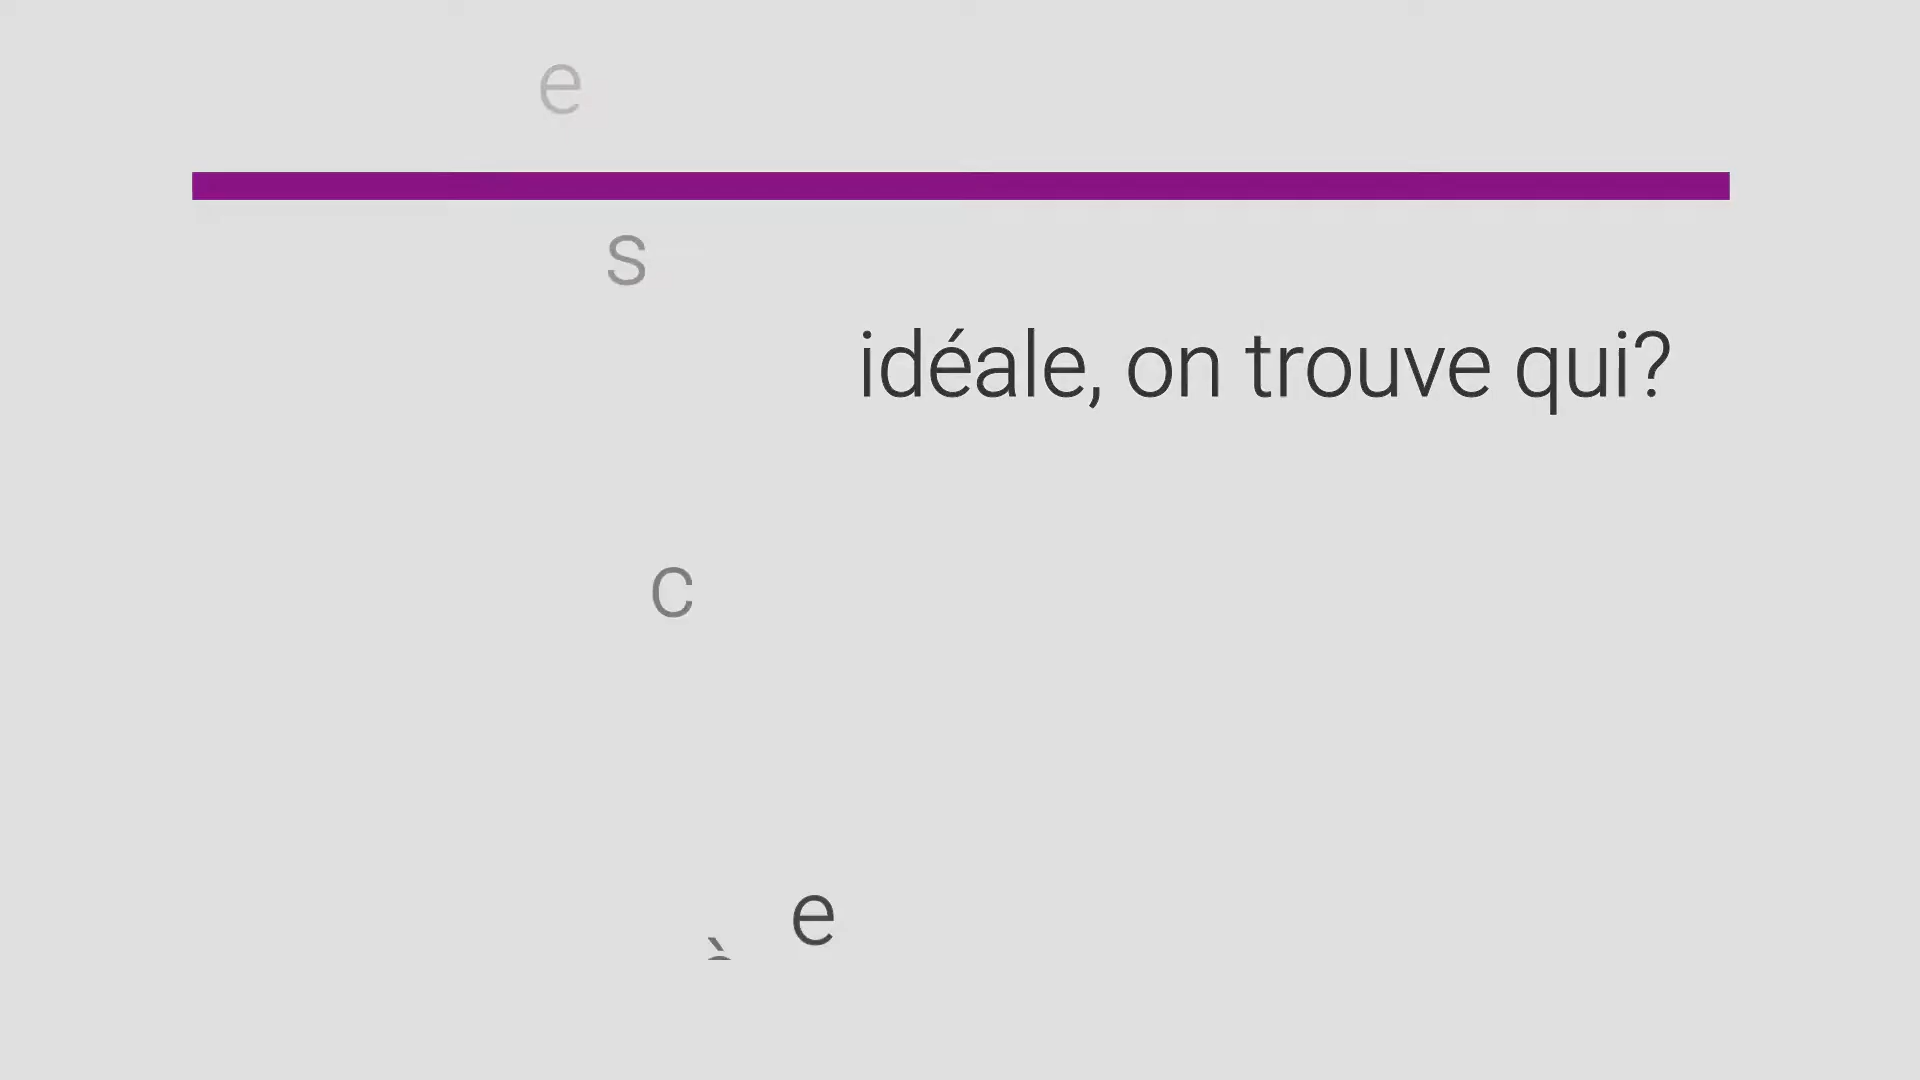 e
s
idéale, on trouve qui?
c
e
è